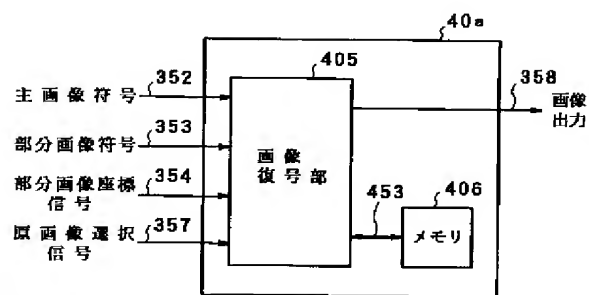 40a
405
352
主画像符号
358
画像
出力
353
部分画像符号
画像
復号部
354
部分画像座標
信号
453
406
メモリ
357
原画像選択
信号